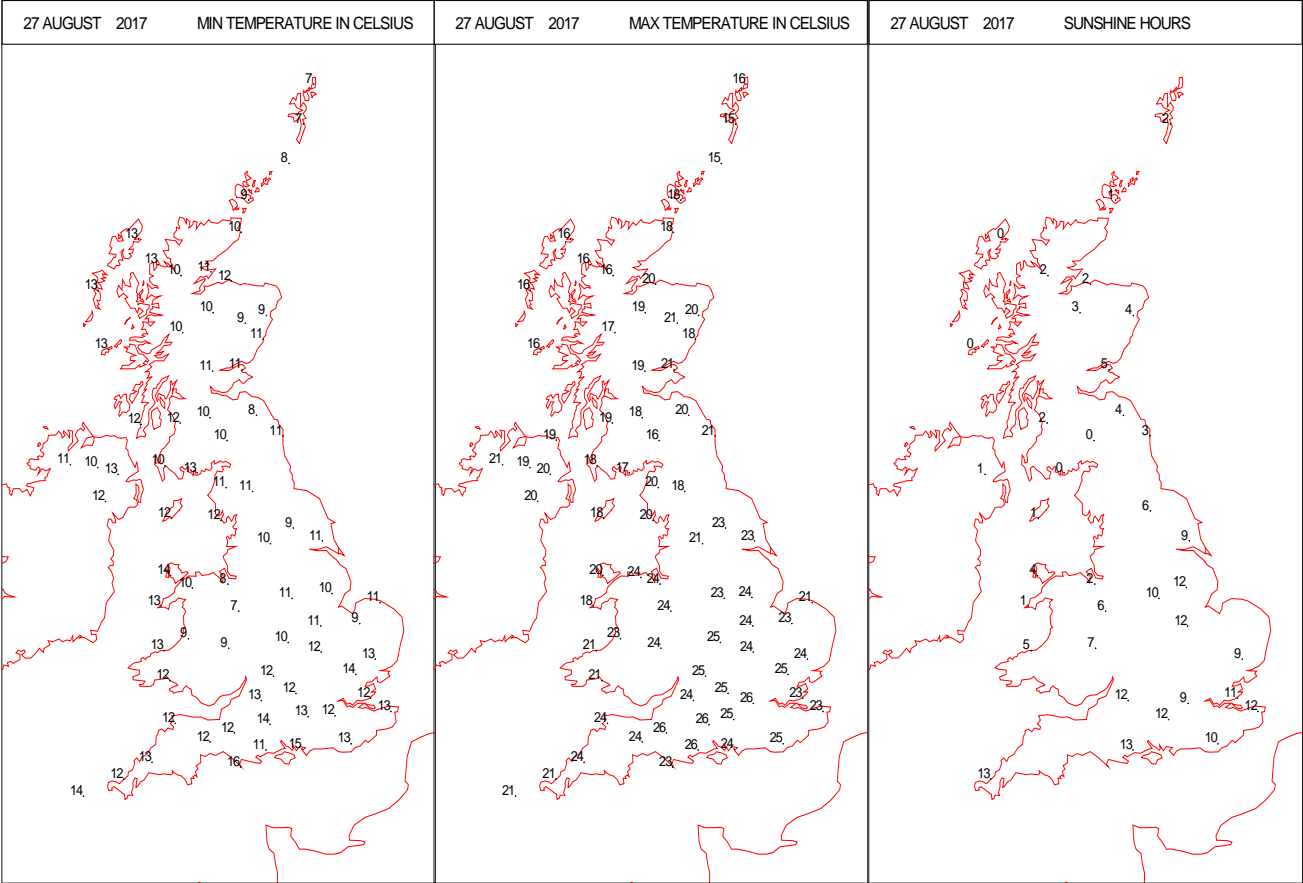 27 AUGUST 2017 MIN TEMPERATURE IN CELSIUS
7
7
8
9
10
13
13 10 11 12
13
10 9 9
10 11
13
11 11
12 12 10 8
10 11
11 10 13 10 13
12 11 11
12 12
9
10 11
14 10 8
11 10
13 7 11
11 9
9 9 10 12
13 13
12 12 14
13 12 12
12 14 13 12 13
12 12
13 11 15 13
16
12
14
27 AUGUST 2017 MAX TEMPERATURE IN CELSIUS
16
15
15
16
18
16
16 16 20
16
19 21 20
17 18
16
19 21
19 18 20
19 16 21
21 19 20 18 17
20 20 18
18 20
23
21 23
20 24 24
23 24
18 24 21
24 23
21 23 24 25 24
24
21 25 25
24 25 26 23
24 26 25 23
24 26
24 26 24 25
23
21
21
27 AUGUST 2017 SUNSHINE HOURS
2
1
0
2 2
3 4
0
5
2 4
0 3
1 0
6
1
9
4 2 12
10
1 6
12
5 7
9
12 9 11
12 12
13 10
13